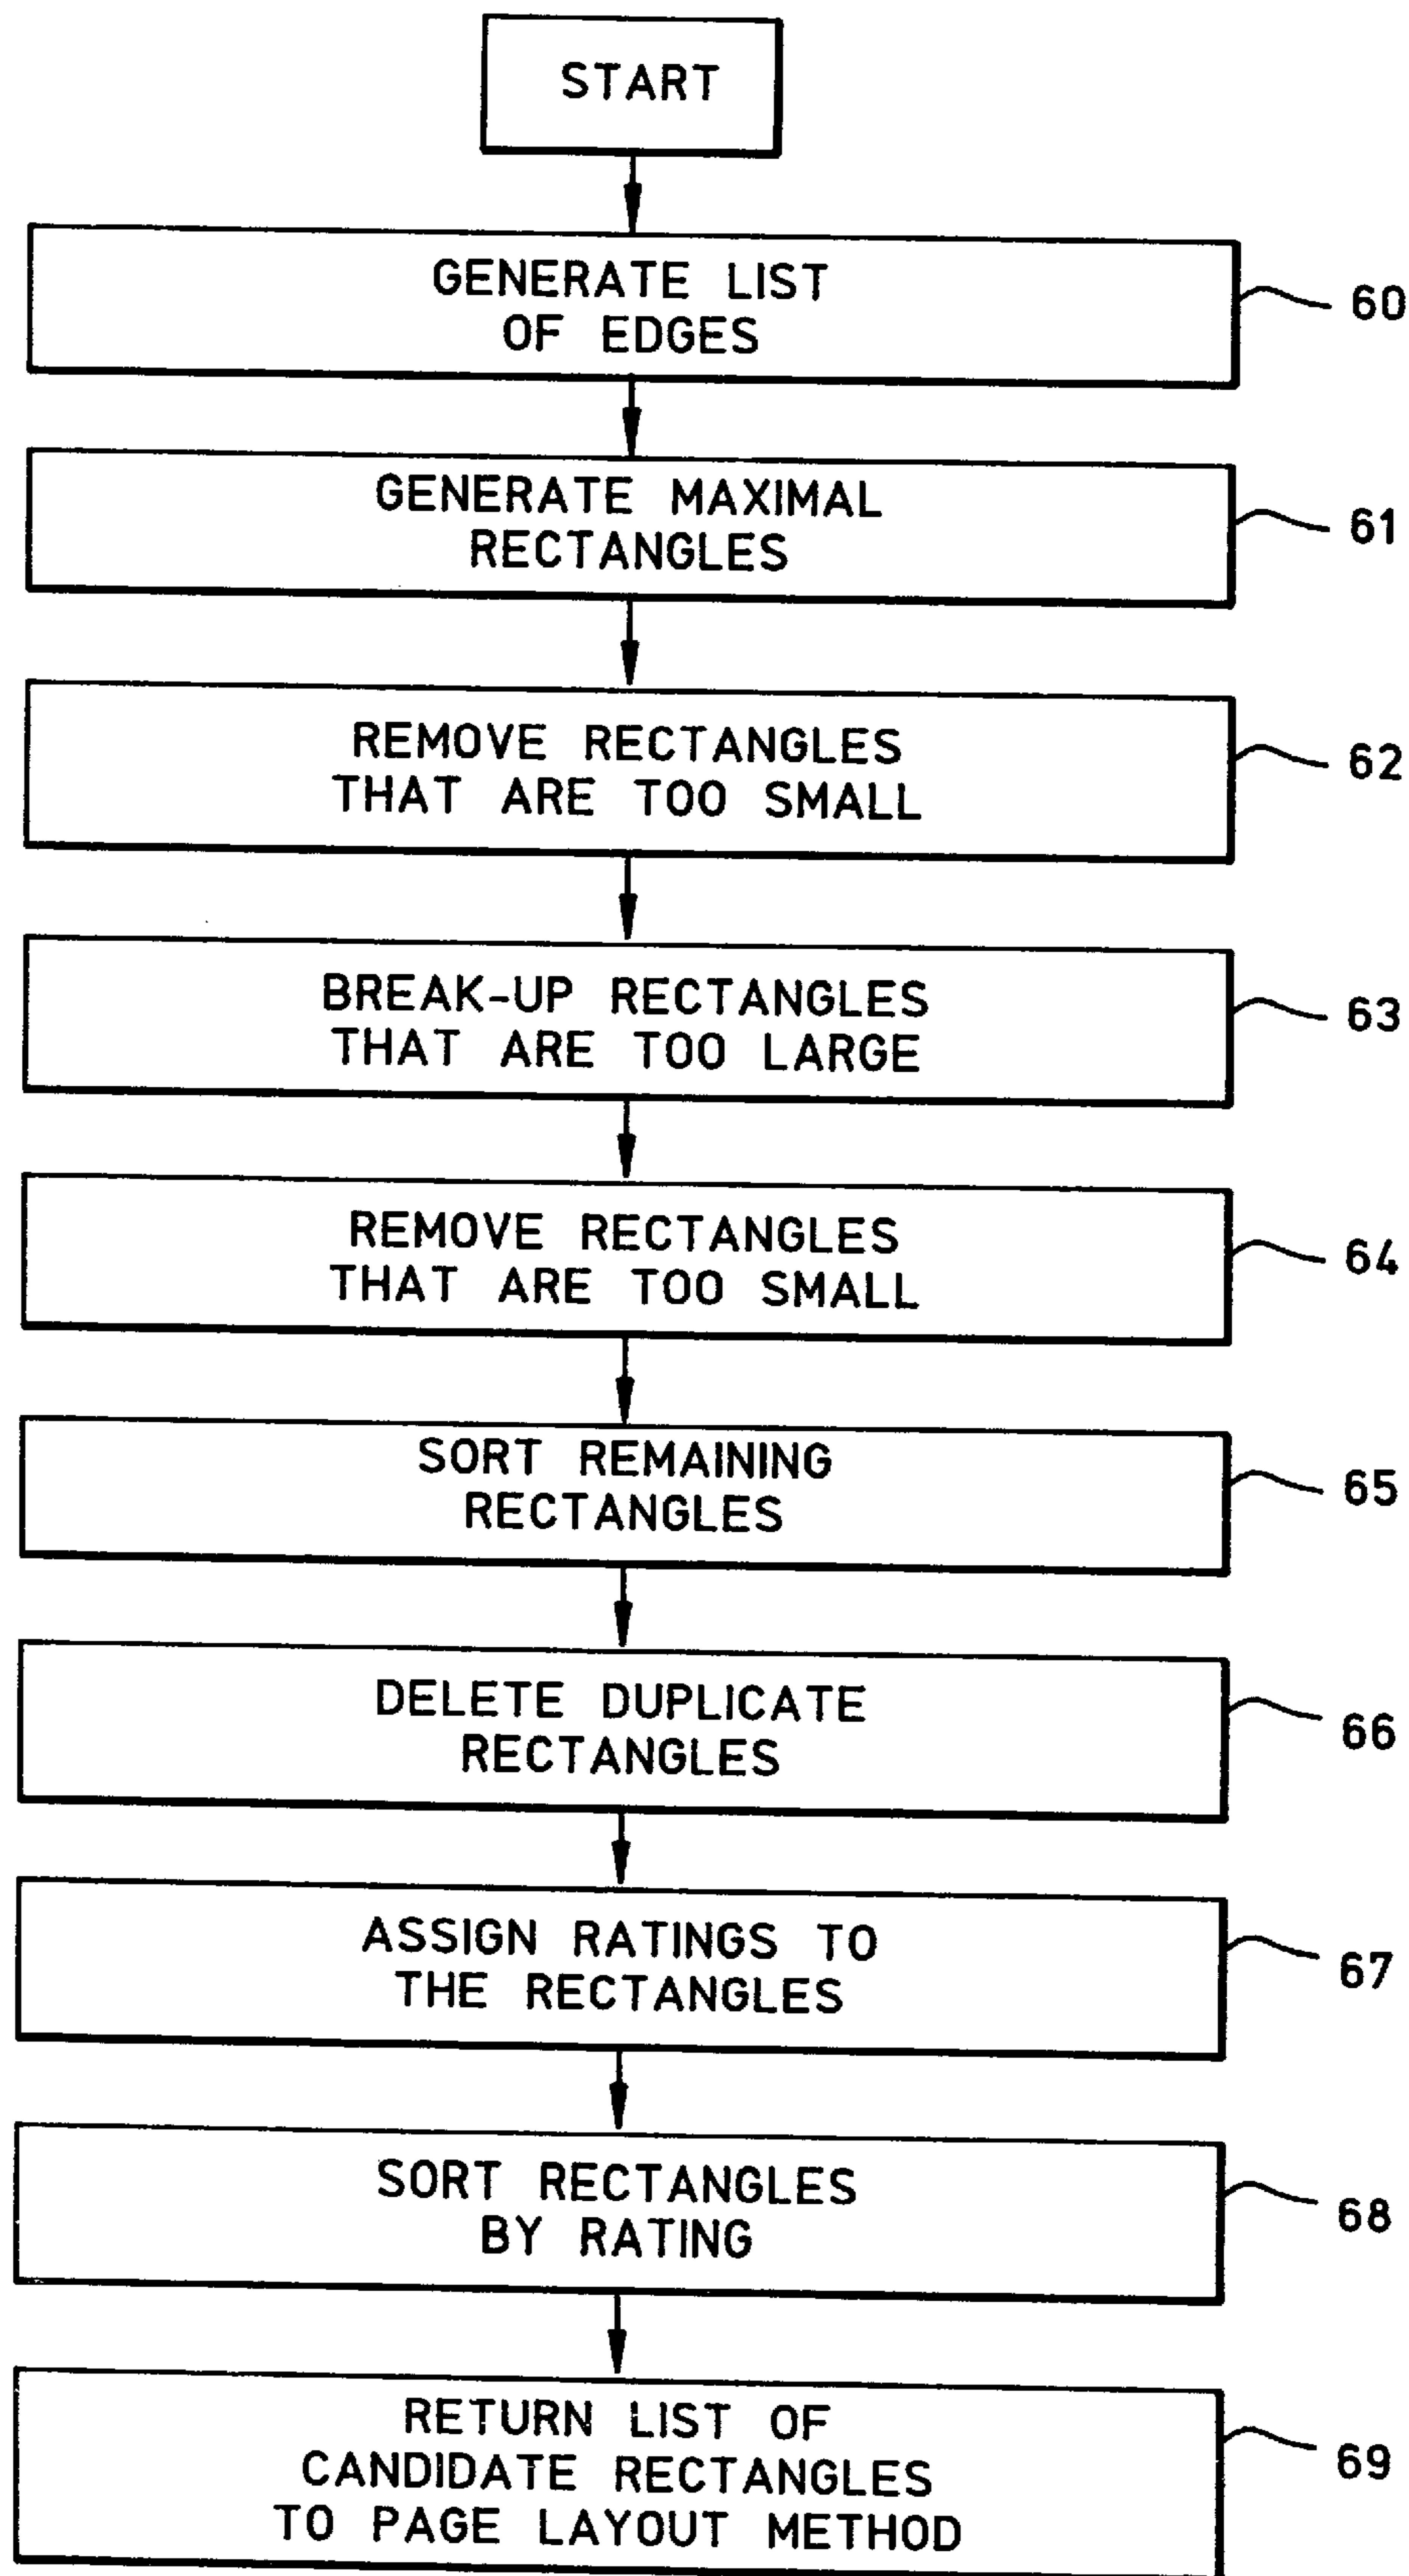 START
GENERATE LIST
OF EDGES
60
GENERATE MAXIMAL
RECTANGLES
61
REMOVE RECTANGLES
THAT ARE TOO SMALL
62
BREAK-UP RECTANGLES
THAT ARE TOO LARGE
63
REMOVE RECTANGLES
THAT ARE TOO SMALL
64
SORT REMAINING
RECTANGLES
65
DELETE DUPLICATE
RECTANGLES
66
ASSIGN RATINGS TO
THE RECTANGLES
67
SORT RECTANGLES
BY RATING
68
RETURN LIST OF
CANDIDATE RECTANGLES
TO PAGE LAYOUT METHOD
69